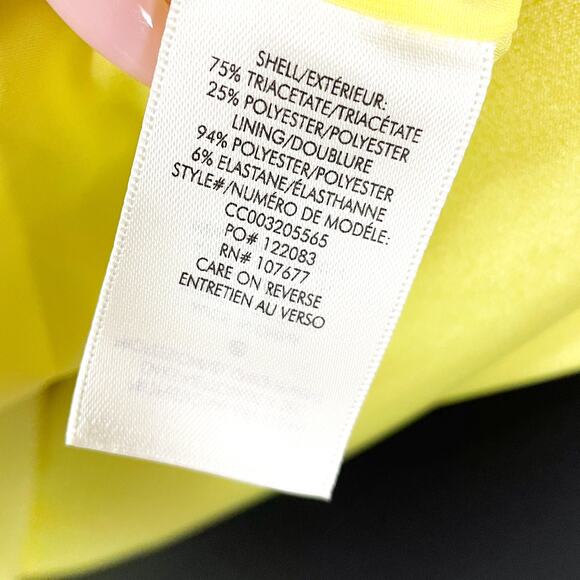 SHELL/EXTÉRIEUR:
75% TRIACETATE/TRIACÉTATE
25% POLYESTER/POLYESTER
LINING/DOUBLURE
94% POLYESTER/POLYESTER
6% ELASTANE/ÉLASTHANNE
STYLE#/NUMÉRO DE MODÉLE:
CC003205565
PO# 122083
RN# 107677
CARE ON REVERSE
ENTRETIEN AU VERSO